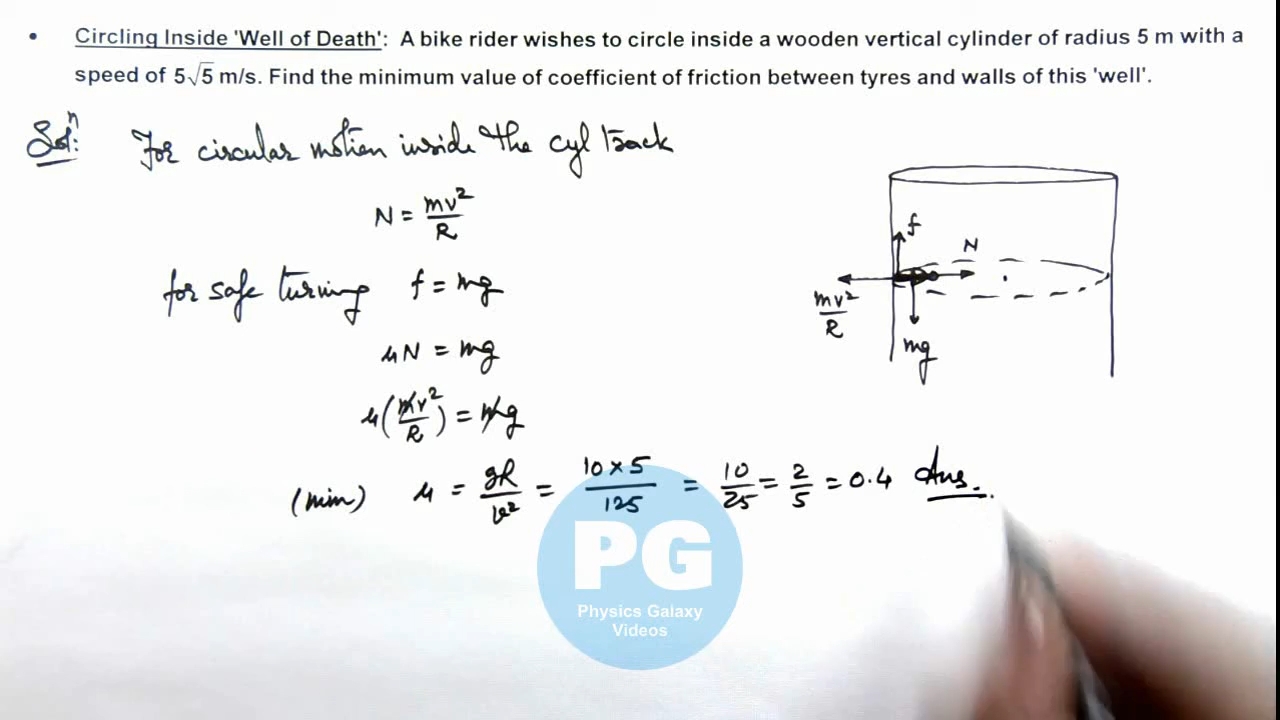 • Circling Inside 'Well of Death': A bike rider wishes to circle inside a wooden vertical cylinder of radius 5 m with a
speed of 5√5 m/s. Find the minimum value of coefficient of friction between tyres and walls of this 'well'.
Solⁿ: For circular motion inside the cyl track
N = mv²/R
for safe turning f = mg
μN = mg
μ(mv²/R) = mg
(min) μ = gR/v² = 10×5/125 = 10/25 = 2/5 = 0.4 Ans.
f
N
mv²/R
mg
PG
Physics Galaxy
Videos